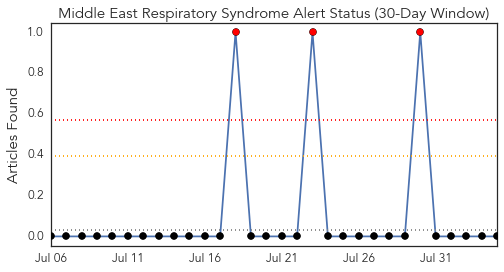 Middle East Respiratory Syndrome Alert Status (30-Day Window)
Articles Found
1.0
0.8
0.6
0.4
0.2
0.0
Jul 06 Jul 11 Jul 16 Jul 21 Jul 26 Jul 31